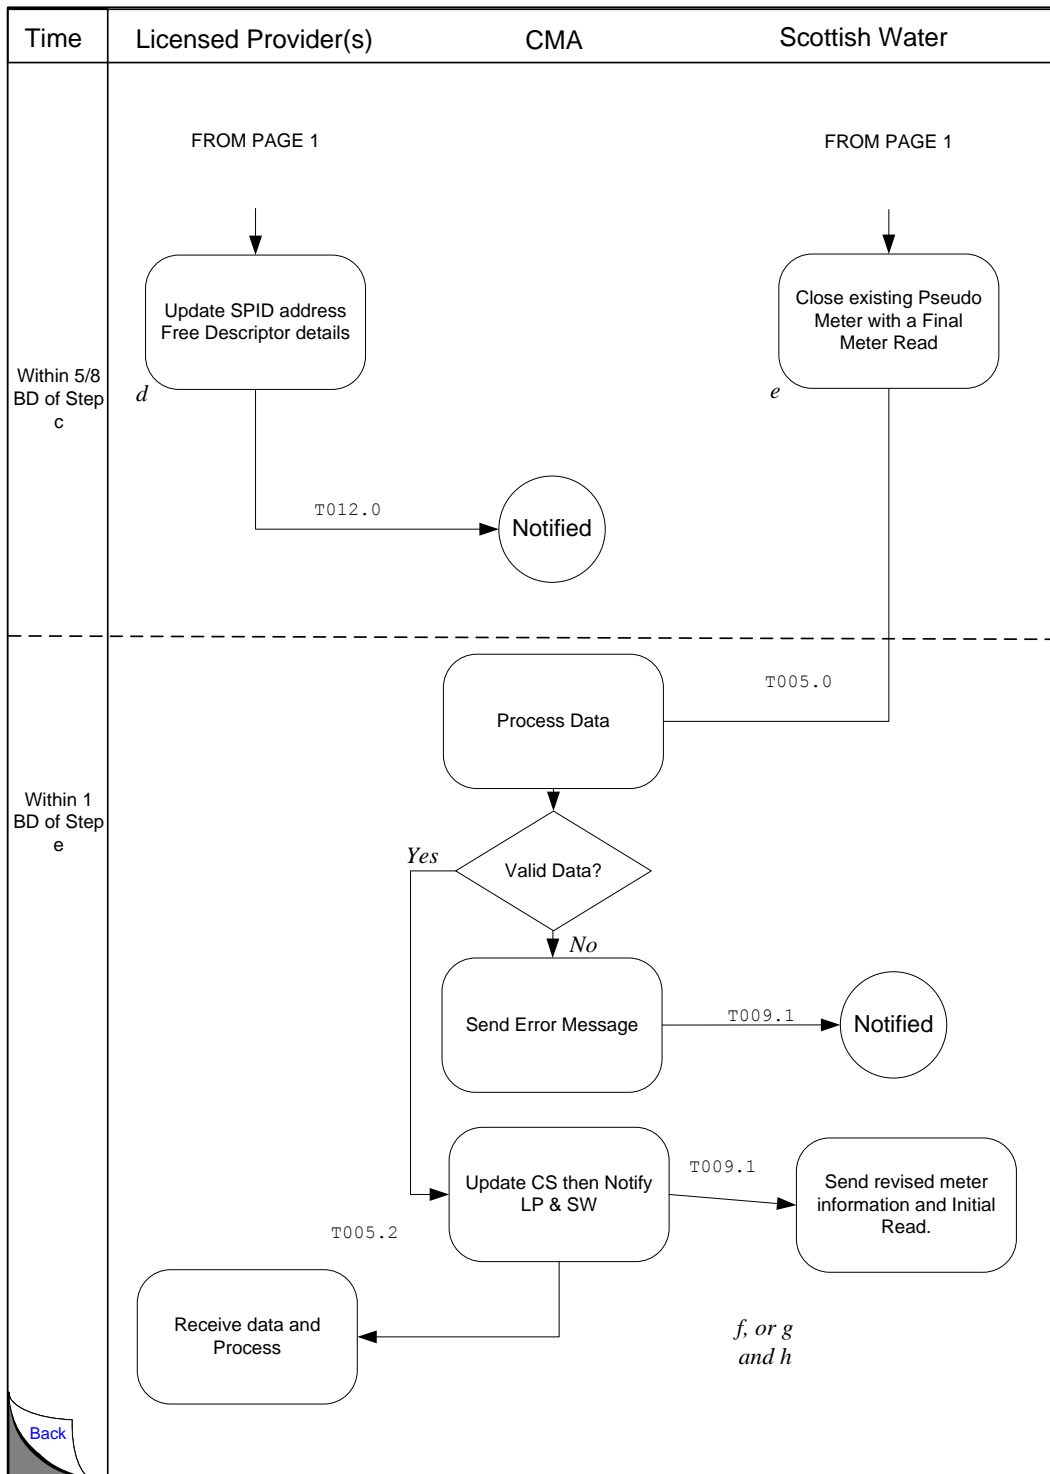 Time
Licensed Provider(s)
CMA
Scottish Water
FROM PAGE 1
FROM PAGE 1
Update SPID address
Free Descriptor details
Close existing Pseudo
Meter with a Final
Meter Read
Within 5/8
BD of Step
c
d
e
T012.0
Notified
T005.0
Process Data
Within 1
BD of Step
e
Yes
Valid Data?
No
Send Error Message
T009.1
Notified
Update CS then Notify
LP & SW
T009.1
Send revised meter
information and Initial
Read.
T005.2
Receive data and
Process
f, or g
and h
Back